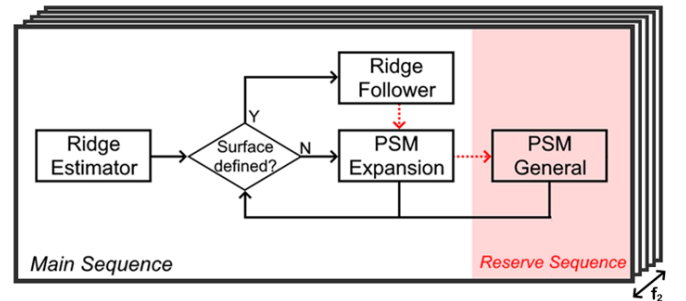 Ridge
Follower
Y
Ridge
Estimator
Surface
defined?
N
PSM
Expansion
PSM
General
Main Sequence
Reserve Sequence
f₂